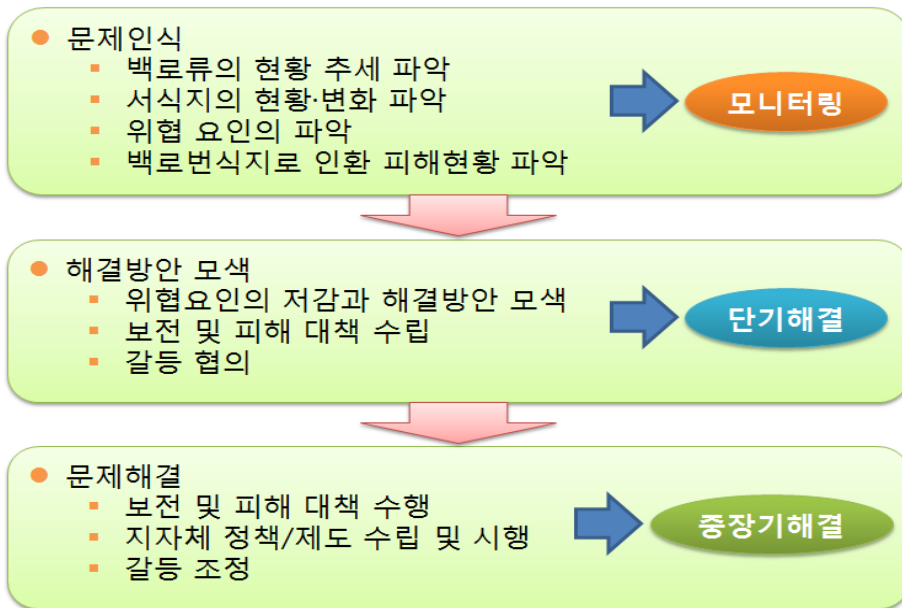 문제인식
백로류의 현황 추세 파악
서식지의 현황·변화 파악
위협 요인의 파악
백로번식지로 인환 피해현황 파악
모니터링
해결방안 모색
위협요인의 저감과 해결방안 모색
보전 및 피해 대책 수립
갈등 협의
단기해결
문제해결
보전 및 피해 대책 수행
지자체 정책/제도 수립 및 시행
갈등 조정
중장기해결